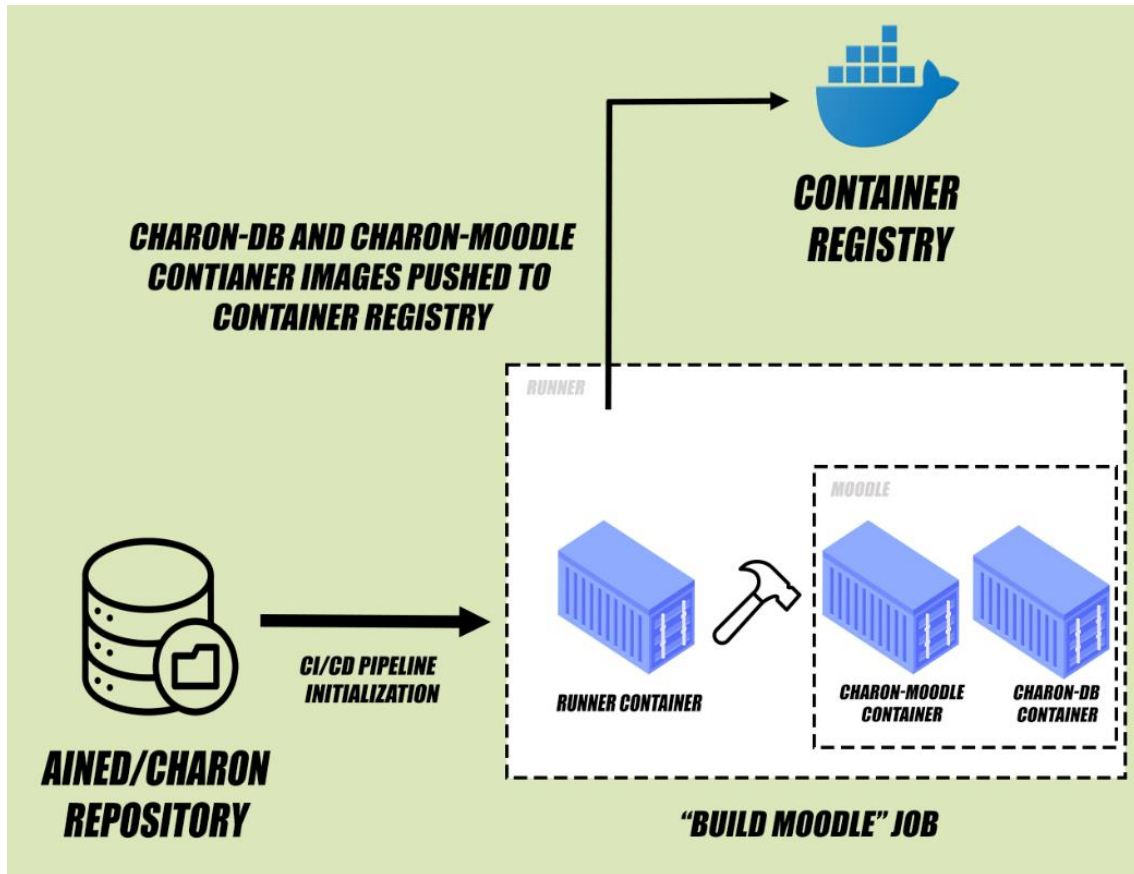 CONTAINER
REGISTRY
CHARON-DB AND CHARON-MOODLE
CONTIANER IMAGES PUSHED TO
CONTAINER REGISTRY
RUNNER
MOODLE
CI/CD PIPELINE
INITIALIZATION
RUNNER CONTAINER
CHARON-MOODLE
CONTAINER
CHARON-DB
CONTAINER
AINED/CHARON
REPOSITORY
“BUILD MOODLE” JOB